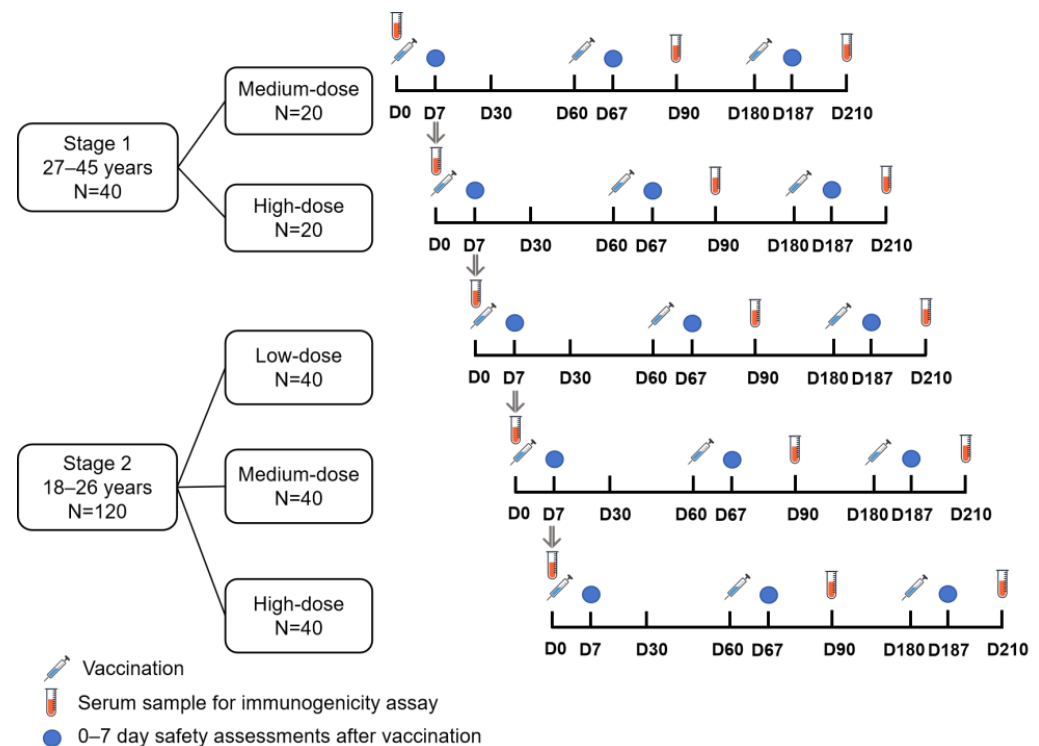 Stage 1
27–45 years
N=40
Medium-dose
N=20
High-dose
N=20
D0 D7 D30 D60 D67 D90 D180 D187 D210
D0 D7 D30 D60 D67 D90 D180 D187 D210
Stage 2
18–26 years
N=120
Low-dose
N=40
Medium-dose
N=40
High-dose
N=40
D0 D7 D30 D60 D67 D90 D180 D187 D210
D0 D7 D30 D60 D67 D90 D180 D187 D210
D0 D7 D30 D60 D67 D90 D180 D187 D210
Vaccination
Serum sample for immunogenicity assay
0–7 day safety assessments after vaccination